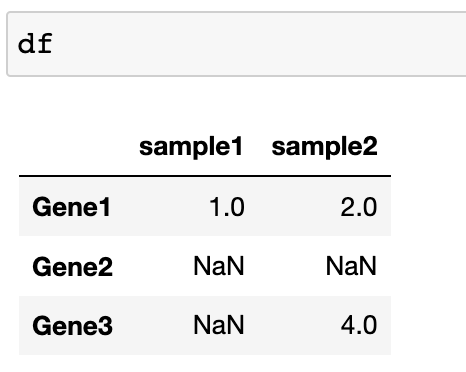 df
sample1 sample2
Gene1 1.0 2.0
Gene2 NaN NaN
Gene3 NaN 4.0